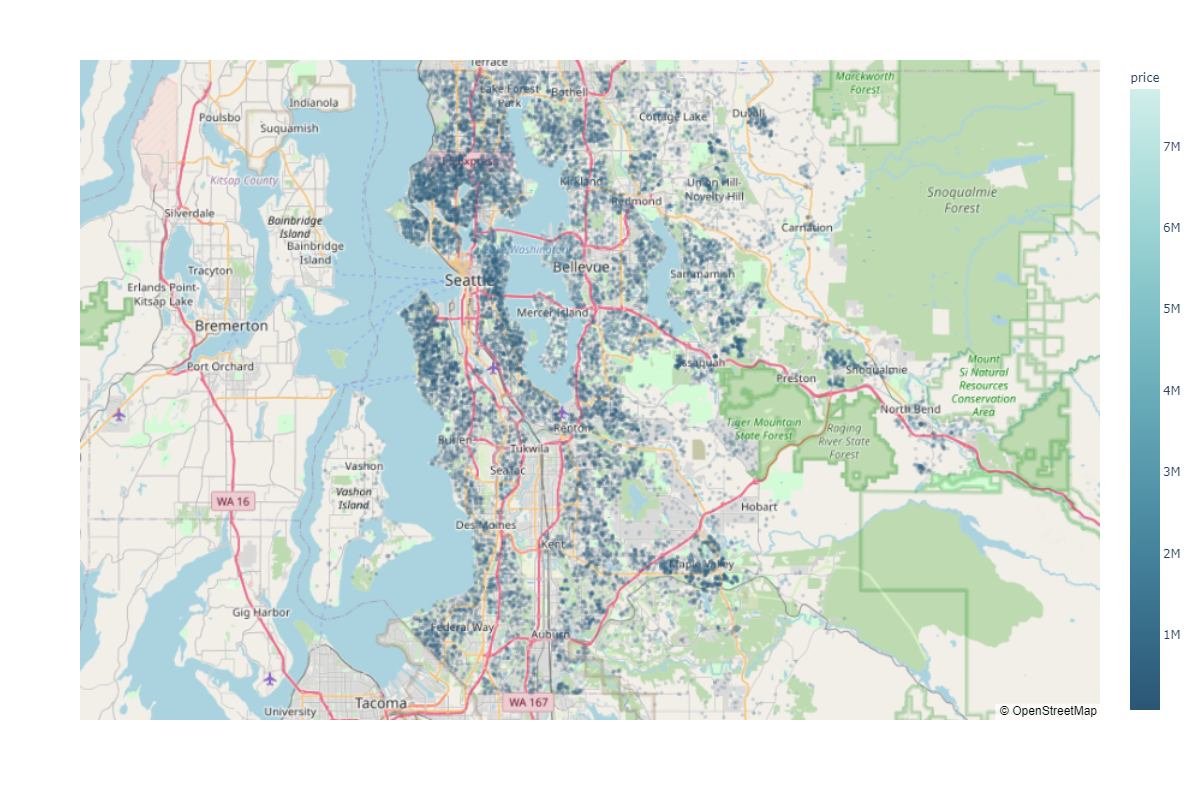 Terrace
Marckworth
Forest
price
Poulsbo
Indianola
Lake Forest
Park
Bothell
Suquamish
Cottage Lake
7M
Kitsap County
Kirkland
Union Hill-
Novelty Hill
Redmond
Snoqualmie
Forest
Silverdale
Bainbridge
Island
Bainbridge
Island
Carnation
6M
Tracyton
Seattle
Bellevue
Sammamish
Erlands Point-
Kitsap Lake
Bremerton
Mercer Island
5M
Port Orchard
Issaquah
Preston
Snoqualmie
Mount
Si Natural
Resources
Conservation
Area
4M
North Bend
Tiger Mountain
State Forest
Raging
River State
Forest
Burien
Renton
Tukwila
Vashon
SeaTac
3M
Vashon
Island
WA 16
Des Moines
Hobart
Kent
2M
Maple Valley
Gig Harbor
Federal Way
Auburn
1M
Tacoma
WA 167
University
© OpenStreetMap